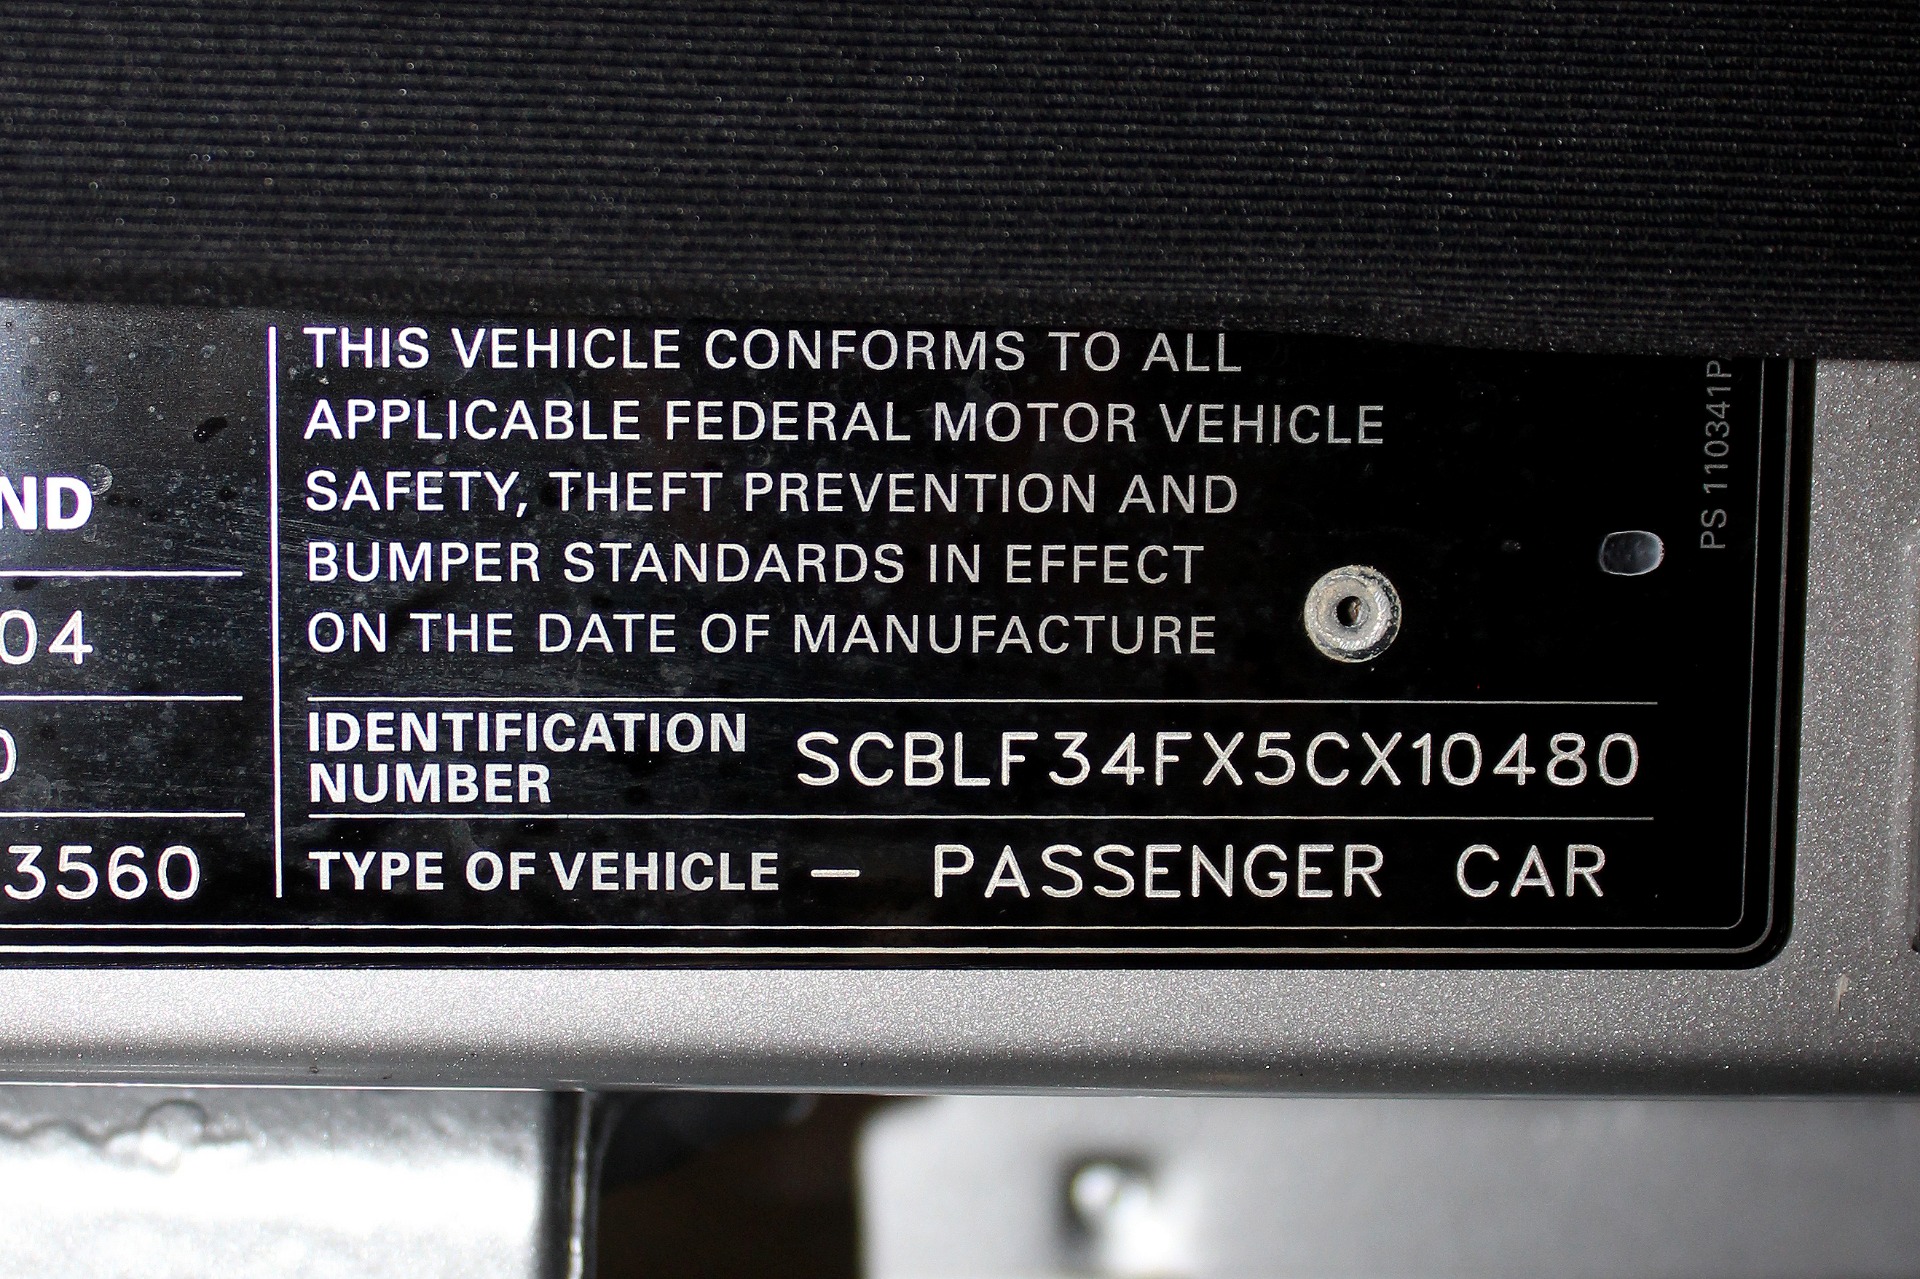 THIS VEHICLE CONFORMS TO ALL
APPLICABLE FEDERAL MOTOR VEHICLE
SAFETY, THEFT PREVENTION AND
BUMPER STANDARDS IN EFFECT
ON THE DATE OF MANUFACTURE
IDENTIFICATION
NUMBER SCBLF34FX5CX10480
TYPE OF VEHICLE – PASSENGER CAR
ND
04
0
3560
PS 110341P